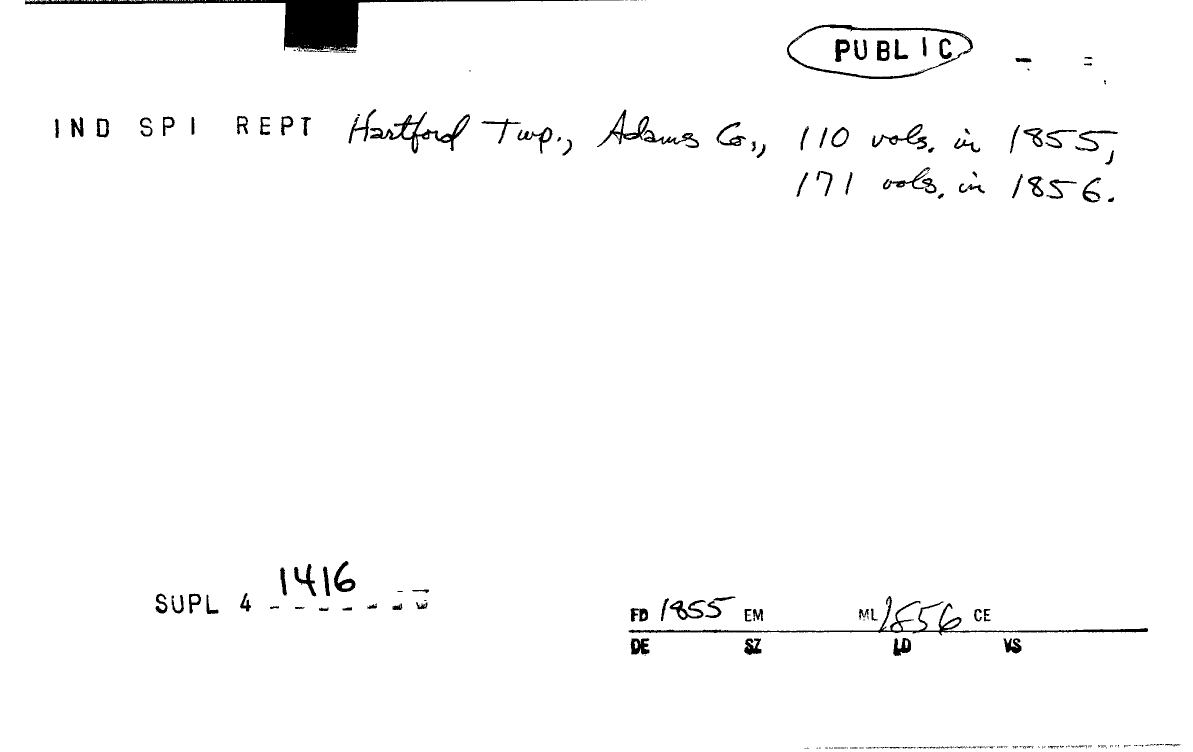 PUBLIC
IND SPI REPT Hartford Twp., Adams Co., 110 vols. in 1855,
171 vols. in 1856.
1416
SUPL 4
FD 1855 EM ML 1856 CE
DE SZ LD VS